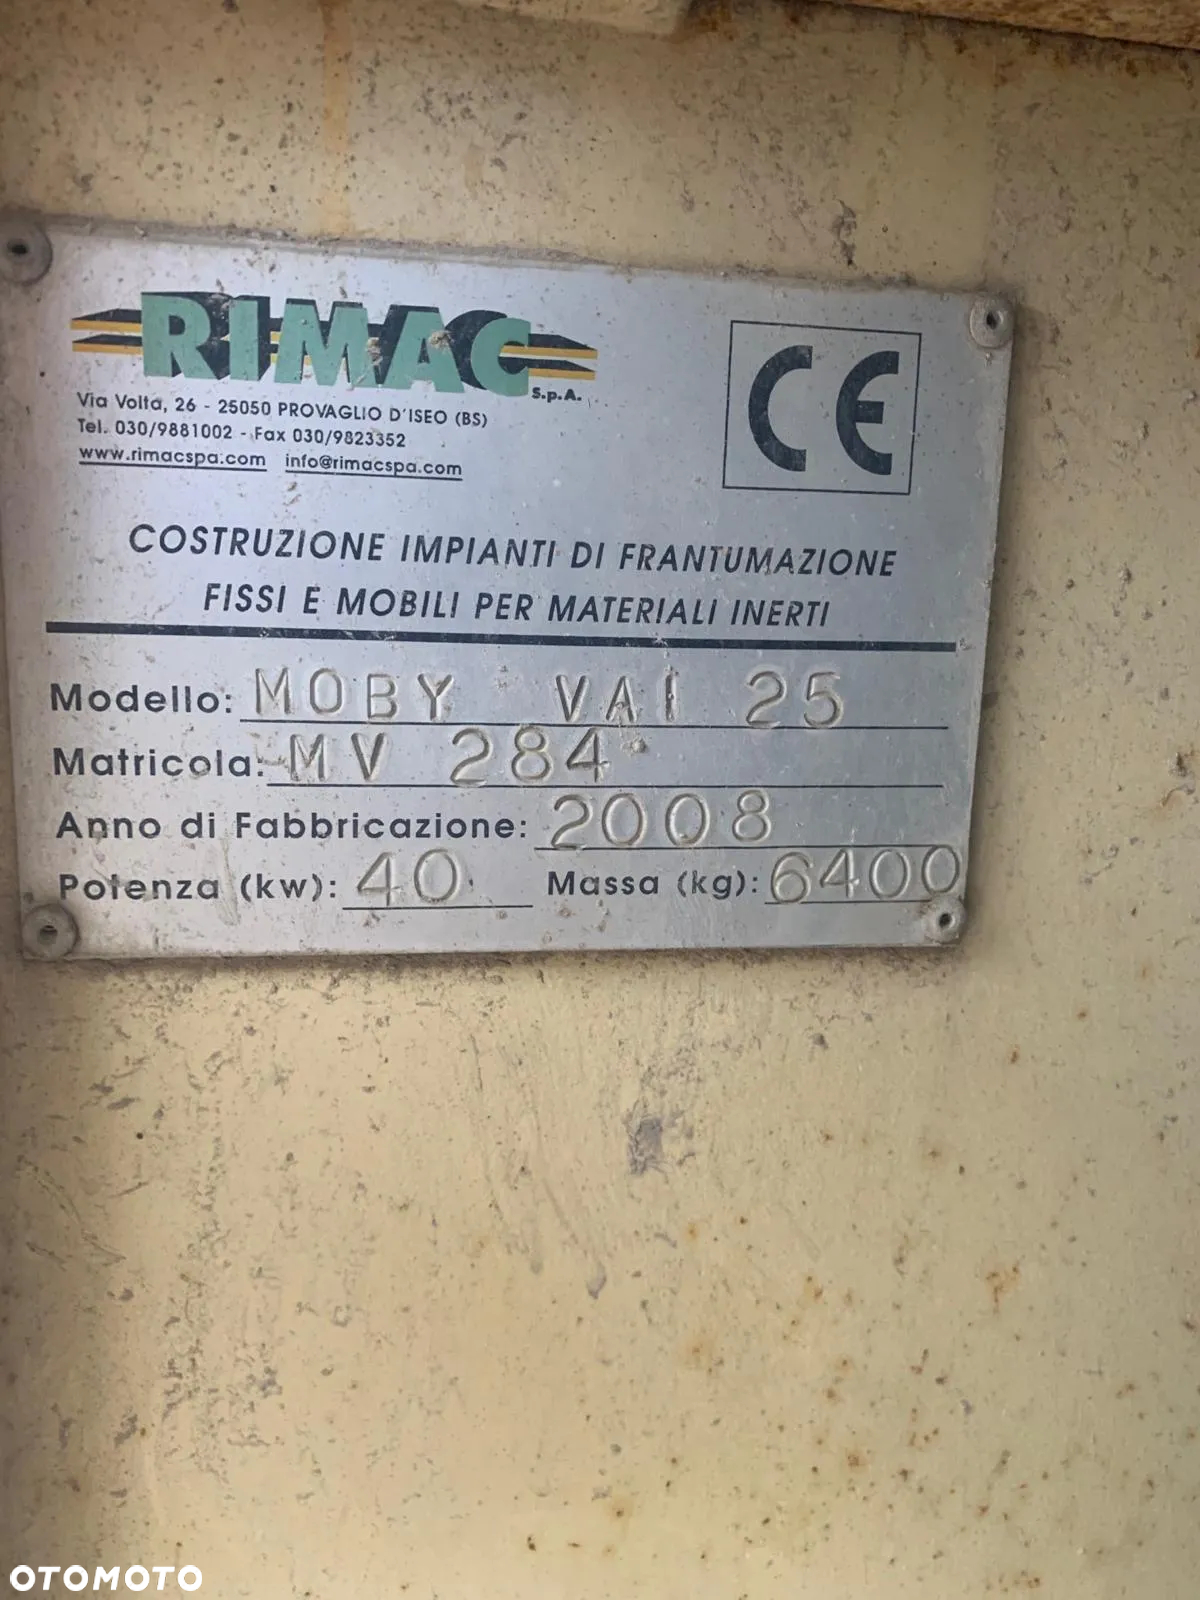 RIMAC
S.p.A.
Via Volta, 26 - 25050 PROVAGLIO D'ISEO (BS)
Tel. 030/9881002 - Fax 030/9823352
www.rimacspa.com info@rimacspa.com
CE
COSTRUZIONE IMPIANTI DI FRANTUMAZIONE
FISSI E MOBILI PER MATERIALI INERTI
Modello: MOBY VAI 25
Matricola: MV 284
Anno di Fabbricazione: 2008
Potenza (kw): 40 Massa (kg): 6400
OTOMOTO